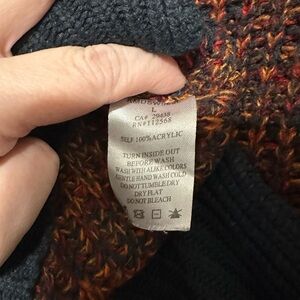 L
CA# 29438
RN#112568
SELF 100%ACRYLIC
TURN INSIDE OUT
BEFORE WASH
WASH WITH ALIKE COLORS
GENTLE HAND WASH COLD
DO NOT TUMBLE DRY
DRY FLAT
DO NOT BLEACH